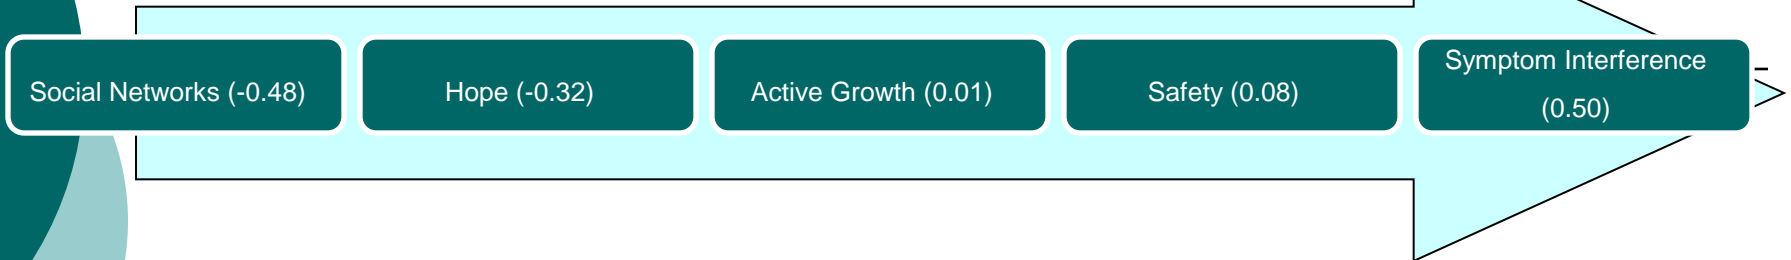 Social Networks (-0.48)
Hope (-0.32)
Active Growth (0.01)
Safety (0.08)
Symptom Interference
(0.50)